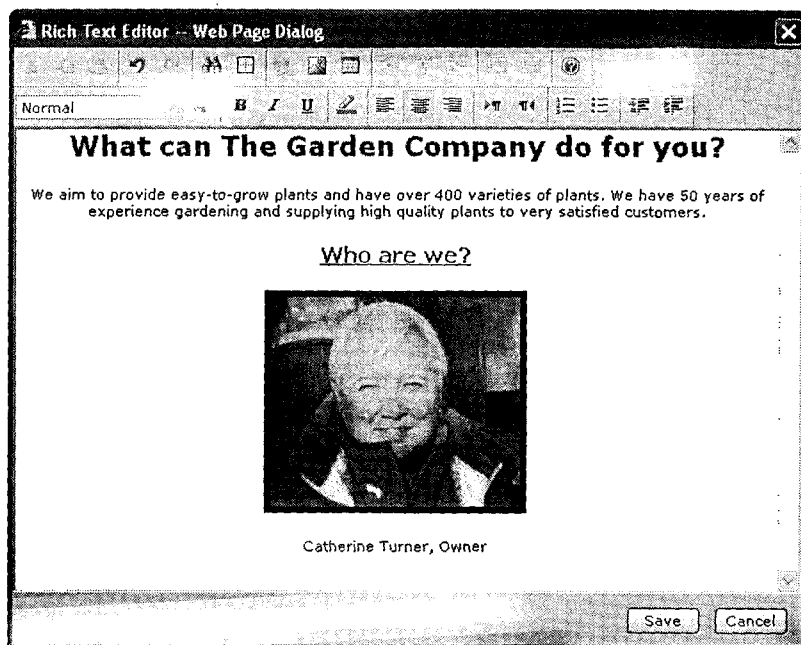 Rich Text Editor -- Web Page Dialog
Normal
B I U
What can The Garden Company do for you?
We aim to provide easy-to-grow plants and have over 400 varieties of plants. We have 50 years of
experience gardening and supplying high quality plants to very satisfied customers.
Who are we?
Catherine Turner, Owner
Save Cancel